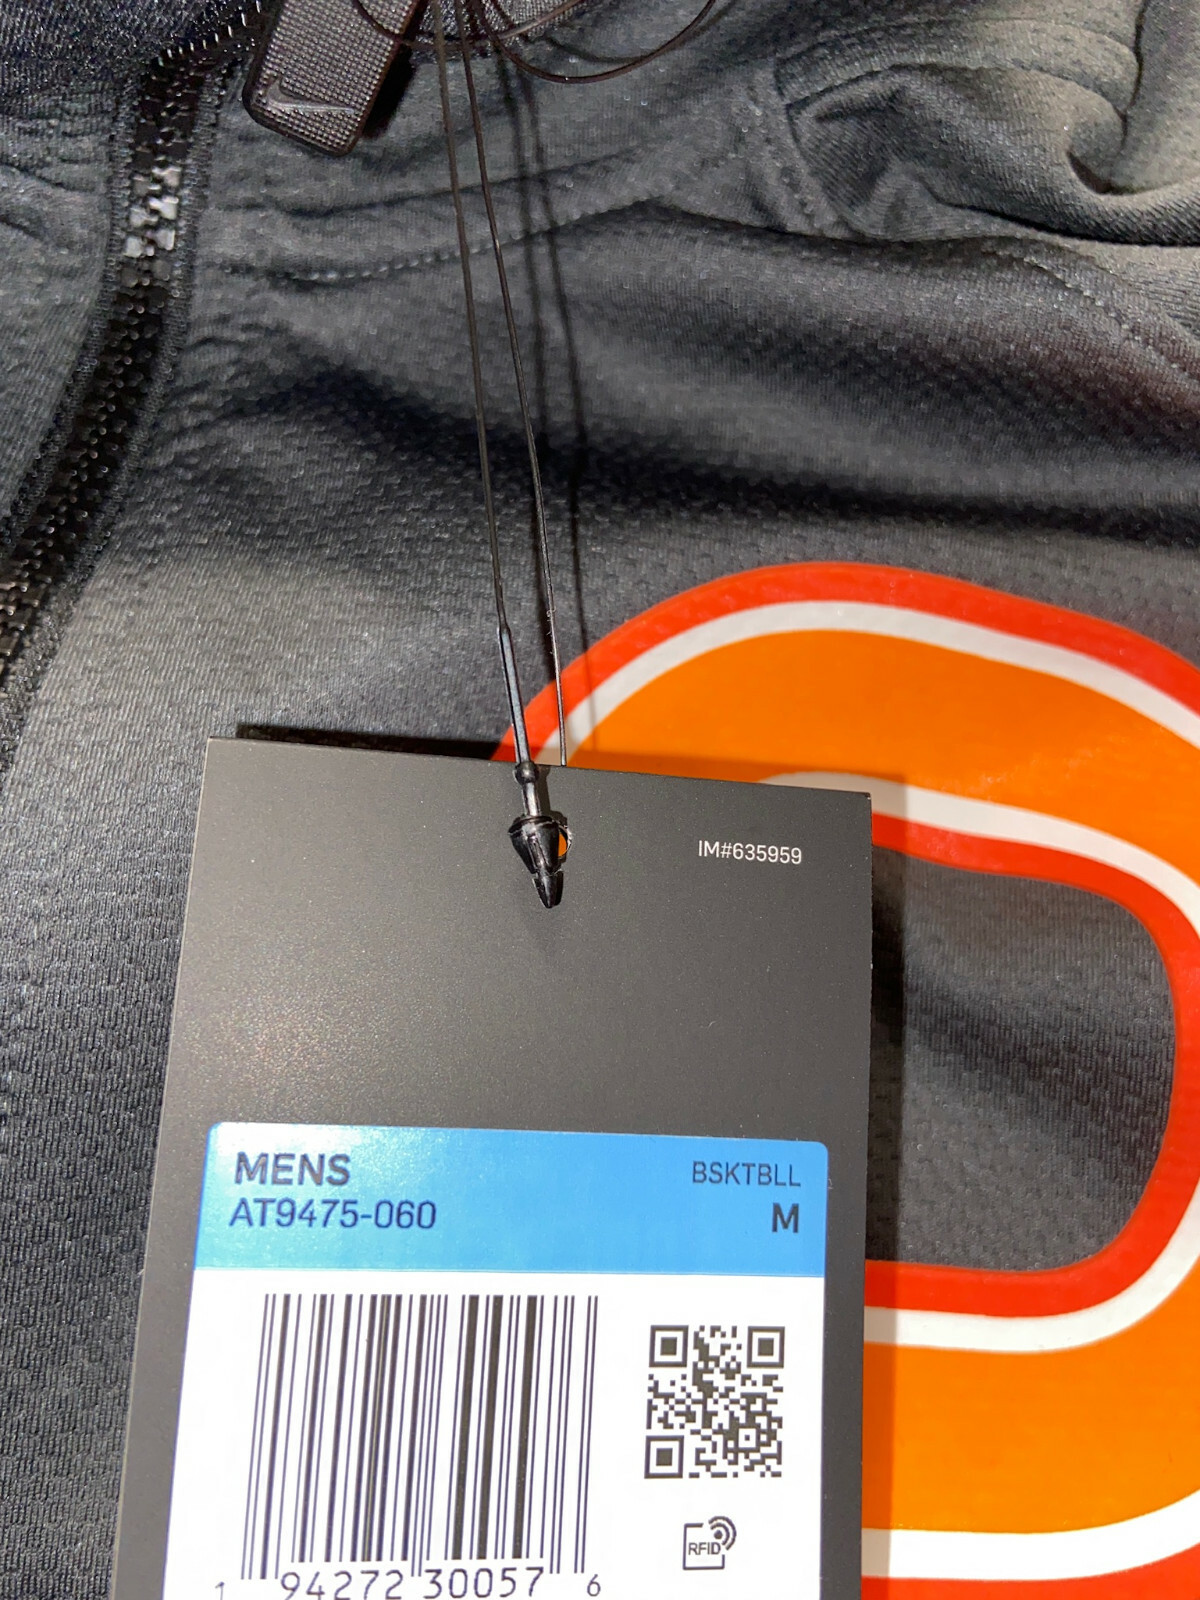 IM#635959
MENS
BSKTBLL
AT9475-060
M
RFID
1 94272 30057 6